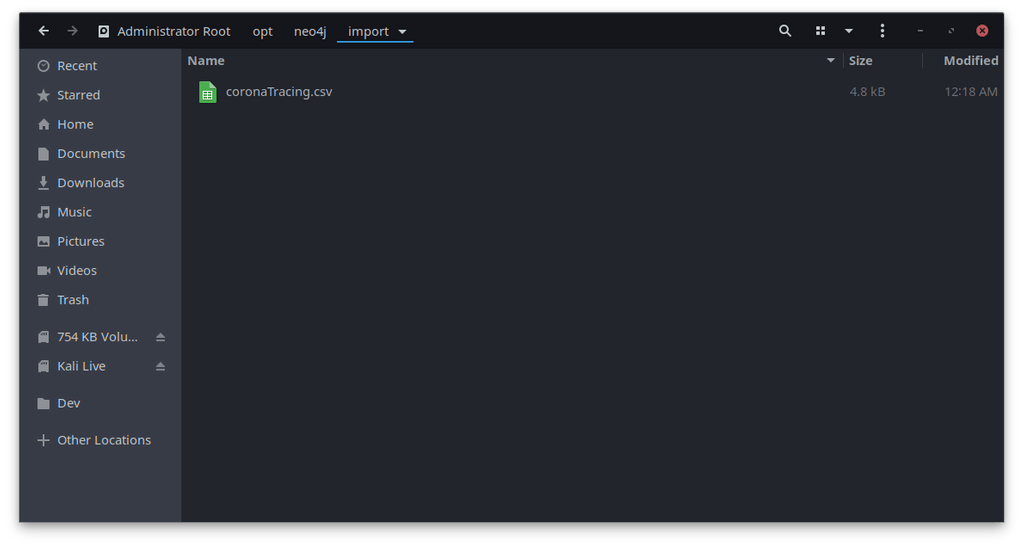 Administrator Root opt neo4j import
Recent
Starred
Home
Documents
Downloads
Music
Pictures
Videos
Trash
754 KB Volu...
Kali Live
Dev
Other Locations
Name Size Modified
coronaTracing.csv 4.8 kB 12:18 AM